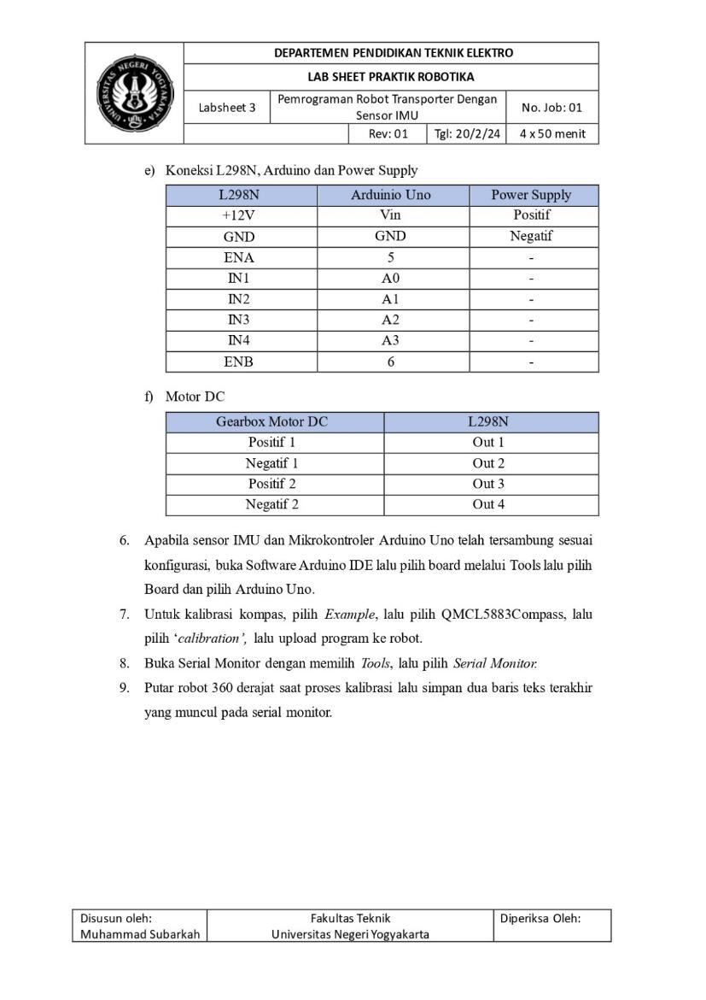 UNIVERSITAS NEGERI YOGYAKARTA
DEPARTEMEN PENDIDIKAN TEKNIK ELEKTRO
LAB SHEET PRAKTIK ROBOTIKA
Labsheet 3
Pemrograman Robot Transporter Dengan
Sensor IMU
No. Job: 01
Rev: 01
Tgl: 20/2/24
4 x 50 menit
e) Koneksi L298N, Arduino dan Power Supply
L298N Arduinio Uno Power Supply
+12V Vin Positif
GND GND Negatif
ENA 5 -
IN1 A0 -
IN2 A1 -
IN3 A2 -
IN4 A3 -
ENB 6 -
f) Motor DC
Gearbox Motor DC L298N
Positif 1 Out 1
Negatif 1 Out 2
Positif 2 Out 3
Negatif 2 Out 4
6. Apabila sensor IMU dan Mikrokontroler Arduino Uno telah tersambung sesuai
konfigurasi, buka Software Arduino IDE lalu pilih board melalui Tools lalu pilih
Board dan pilih Arduino Uno.
7. Untuk kalibrasi kompas, pilih Example, lalu pilih QMCL5883Compass, lalu
pilih ‘calibration’, lalu upload program ke robot.
8. Buka Serial Monitor dengan memilih Tools, lalu pilih Serial Monitor.
9. Putar robot 360 derajat saat proses kalibrasi lalu simpan dua baris teks terakhir
yang muncul pada serial monitor.
Disusun oleh:
Muhammad Subarkah
Fakultas Teknik
Universitas Negeri Yogyakarta
Diperiksa Oleh: